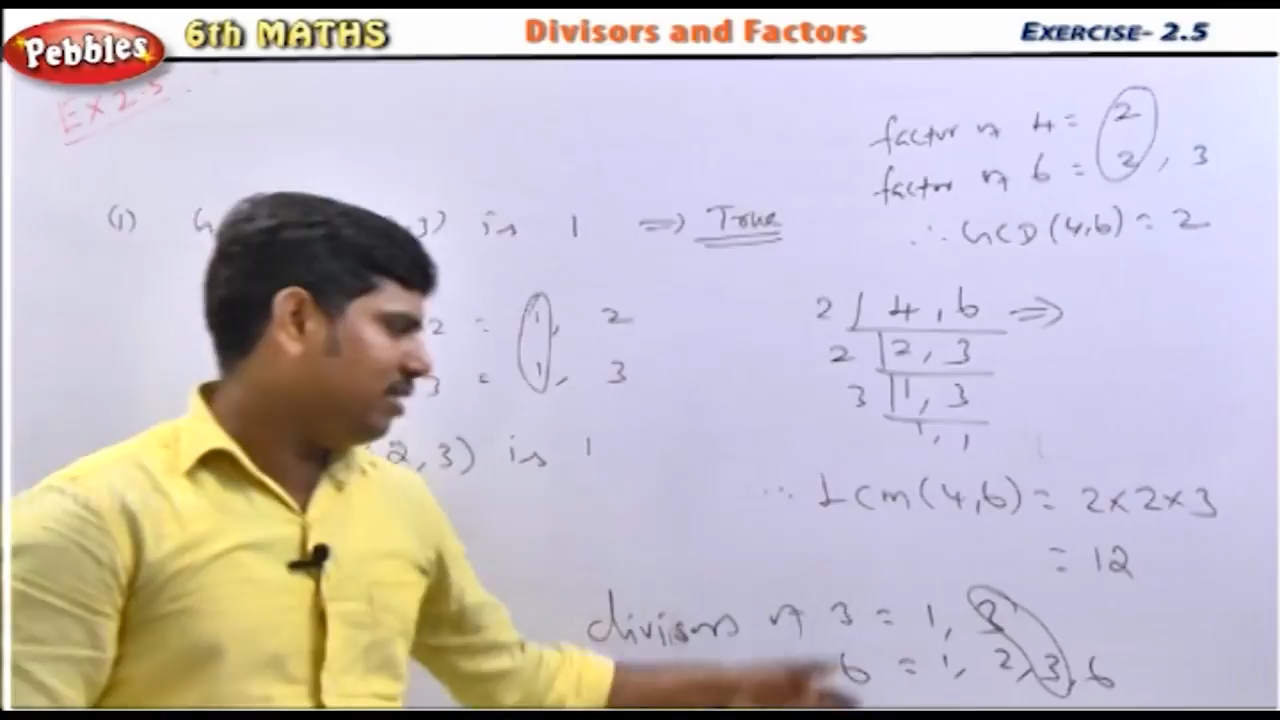 Pebbles
6th MATHS
Divisors and Factors
EXERCISE- 2.5
EX 2.5
(1)
3) is 1 => True
2 = 1, 2
3 = 1, 3
2, 3) is 1
factor of 4 = 2
factor of 6 = 2, 3
∴ GCD (4,6) = 2
2 | 4, 6 =>
2 | 2, 3
3 | 1, 3
1, 1
∴ Lcm (4,6) = 2×2×3
= 12
divisors of 3 = 1, 3
6 = 1, 2, 3, 6